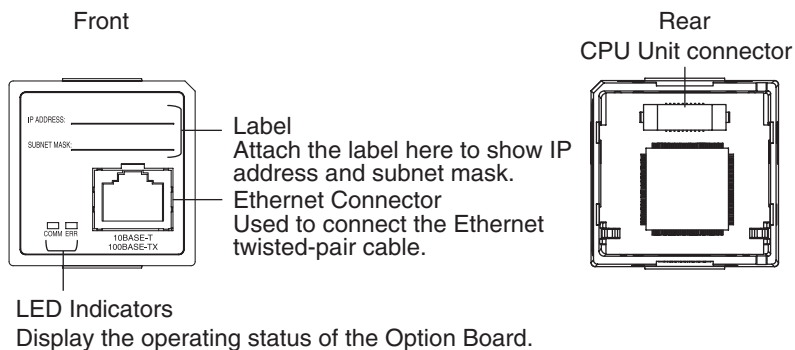 Front
Rear
CPU Unit connector
IP ADDRESS:
SUBNET MASK:
Label
Attach the label here to show IP
address and subnet mask.
Ethernet Connector
Used to connect the Ethernet
twisted-pair cable.
COMM ERR
10BASE-T
100BASE-TX
LED Indicators
Display the operating status of the Option Board.